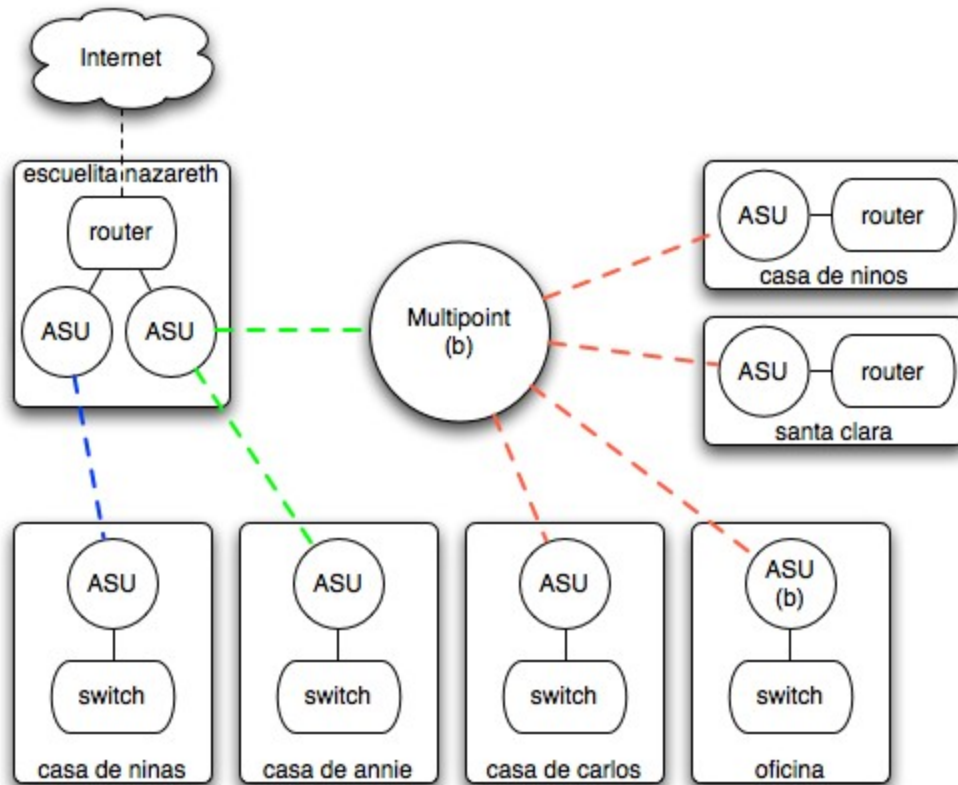 Internet
escuelita nazareth
router
ASU
ASU
Multipoint
(b)
ASU
router
casa de ninos
ASU
router
santa clara
ASU
switch
casa de ninas
ASU
switch
casa de annie
ASU
switch
casa de carlos
ASU
(b)
switch
oficina